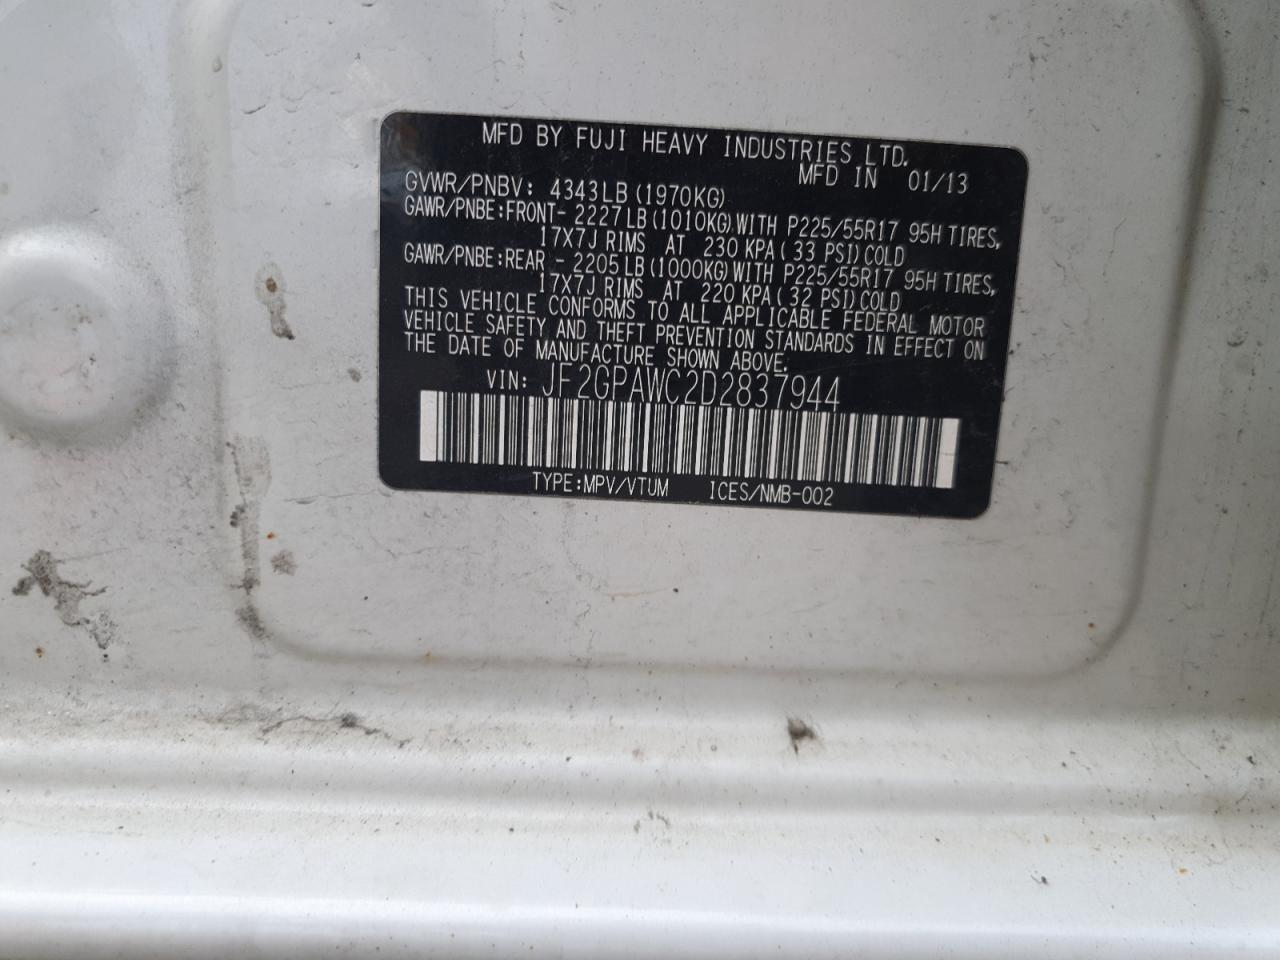 MFD BY FUJI HEAVY INDUSTRIES LTD.
MFD IN 01/13
GVWR/PNBV: 4343LB(1970KG)
GAWR/PNBE:FRONT- 2227LB(1010KG)WITH P225/55R17 95H TIRES,
17X7J RIMS AT 230 KPA(33 PSI)COLD
GAWR/PNBE:REAR - 2205LB(1000KG)WITH P225/55R17 95H TIRES,
17X7J RIMS AT 220 KPA(32 PSI)COLD
THIS VEHICLE CONFORMS TO ALL APPLICABLE FEDERAL MOTOR
VEHICLE SAFETY AND THEFT PREVENTION STANDARDS IN EFFECT ON
THE DATE OF MANUFACTURE SHOWN ABOVE.
VIN: JF2GPAWC2D2837944
TYPE:MPV/VTUM ICES/NMB-002